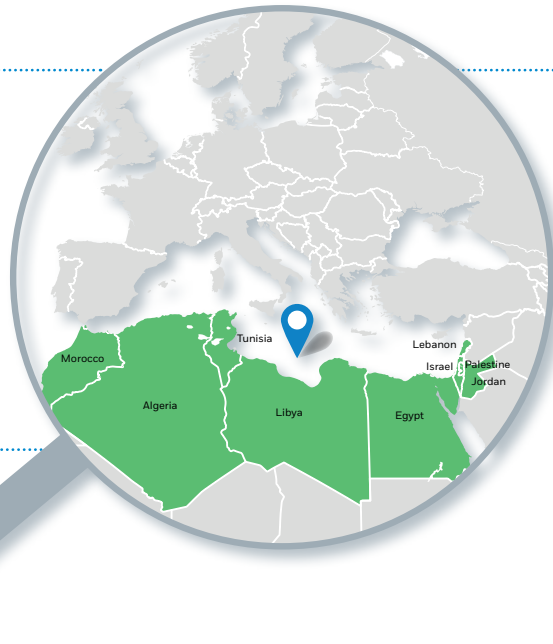 Tunisia
Lebanon
Morocco
Israel
Palestine
Jordan
Algeria
Libya
Egypt